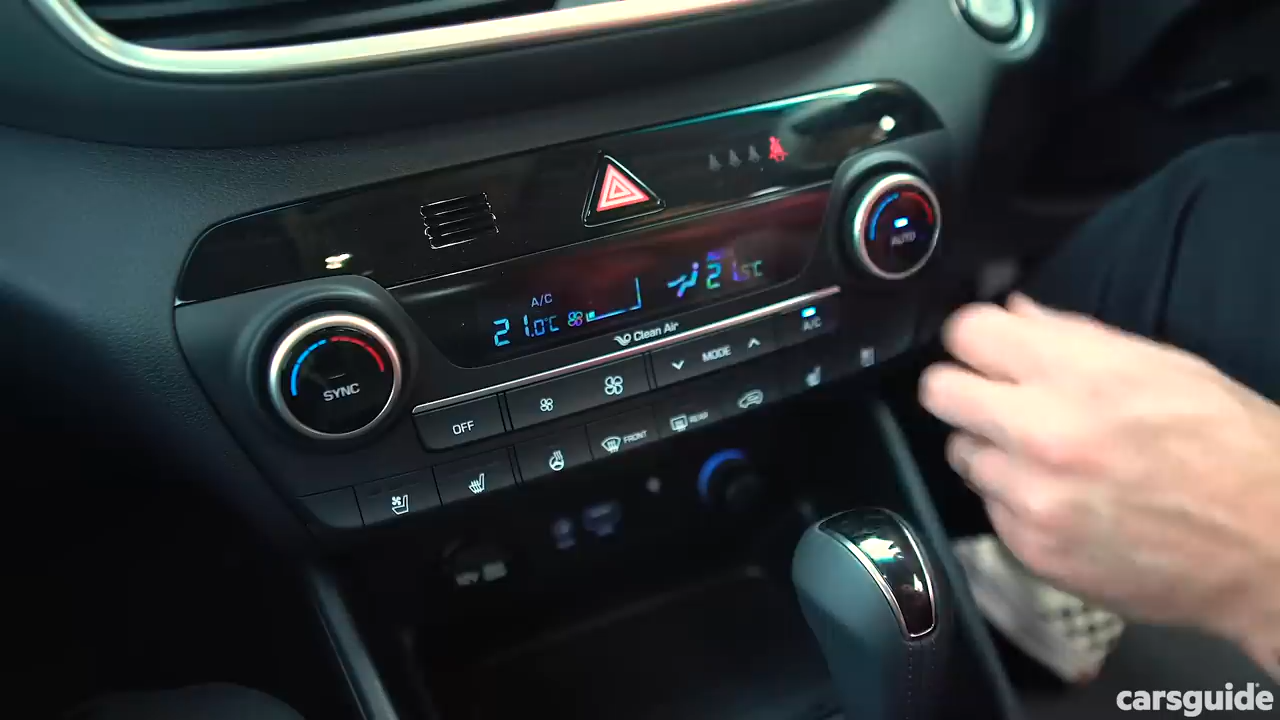 A/C
21.0°C
21.5°C
AUTO
Clean Air
SYNC
OFF
MODE
A/C
FRONT
REAR
carsguide